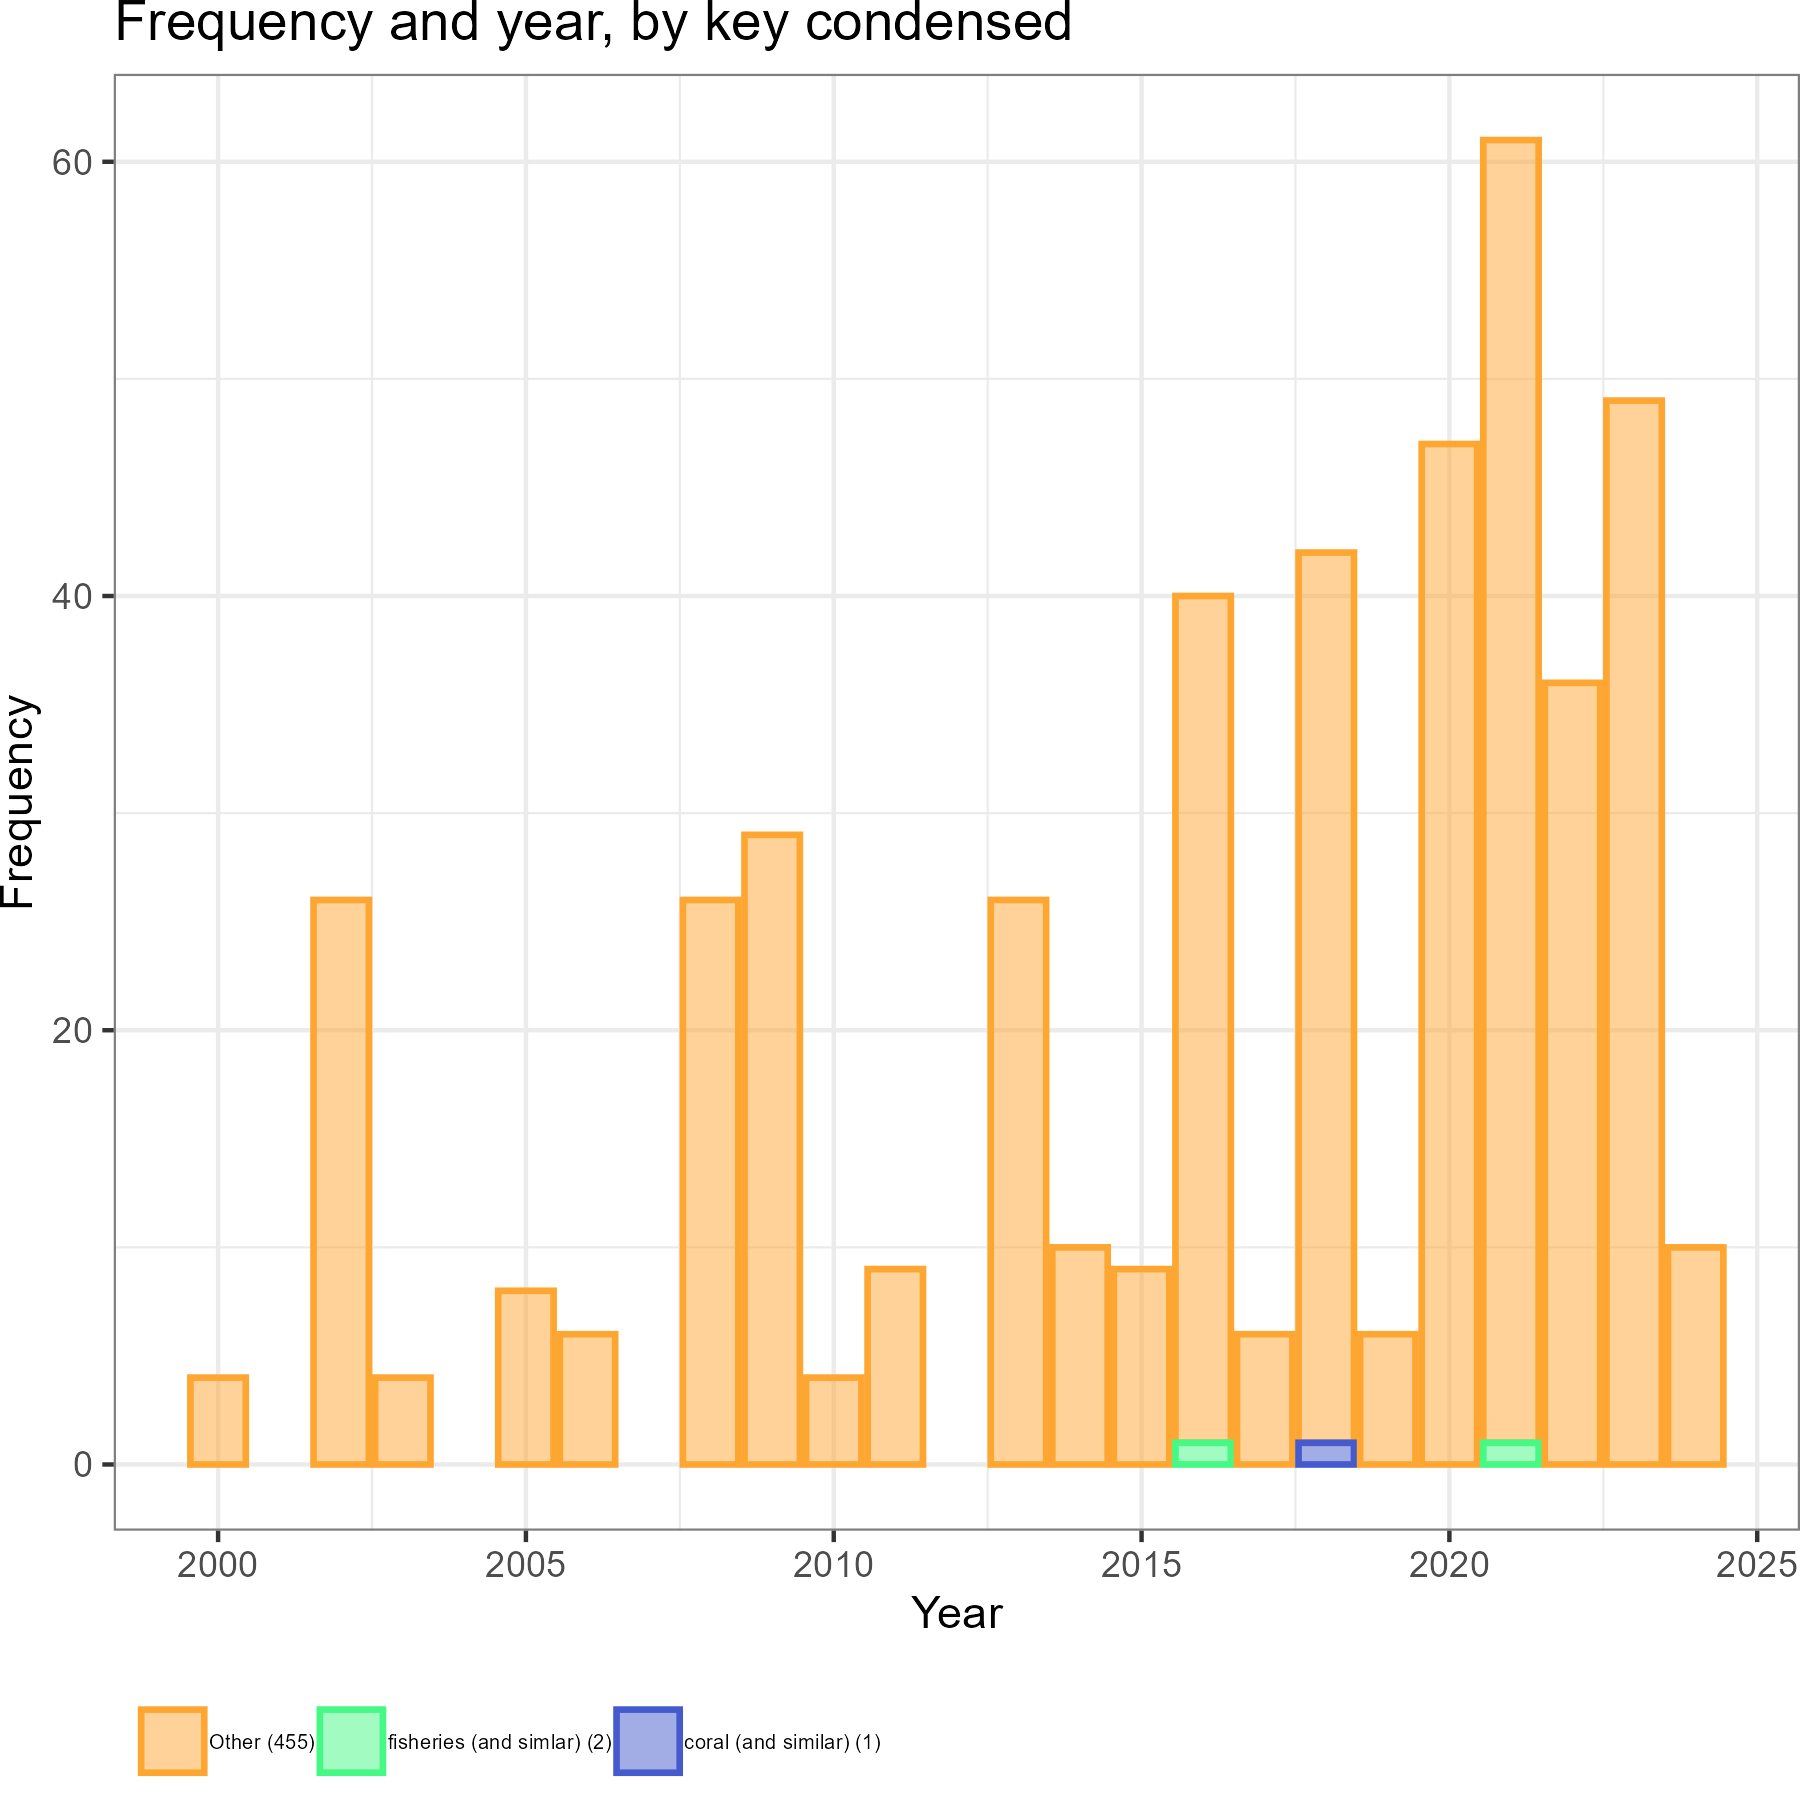 Frequency and year, by key condensed
60
40
20
0
Frequency
2000 2005 2010 2015 2020 2025
Year
Other (455) fisheries (and simlar) (2) coral (and similar) (1)